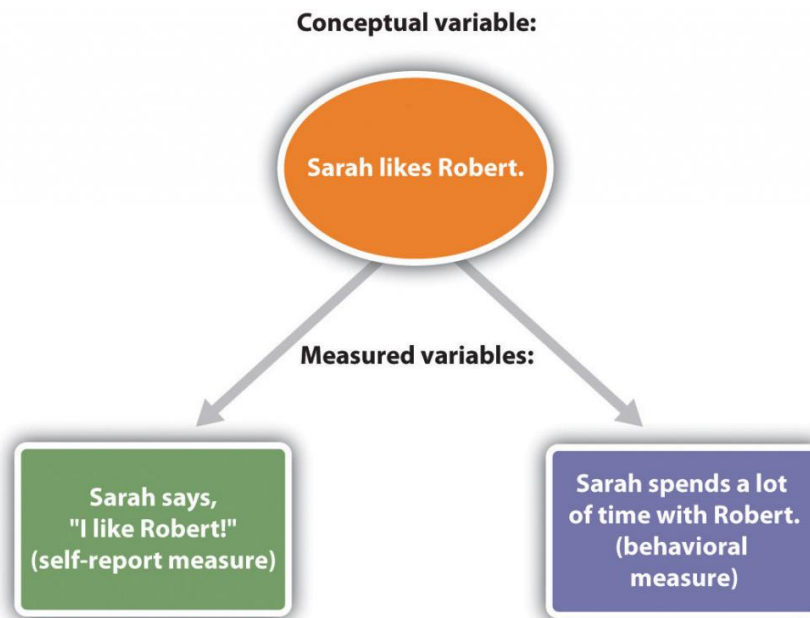 Conceptual variable:
Sarah likes Robert.
Measured variables:
Sarah says,
"I like Robert!"
(self-report measure)
Sarah spends a lot
of time with Robert.
(behavioral
measure)